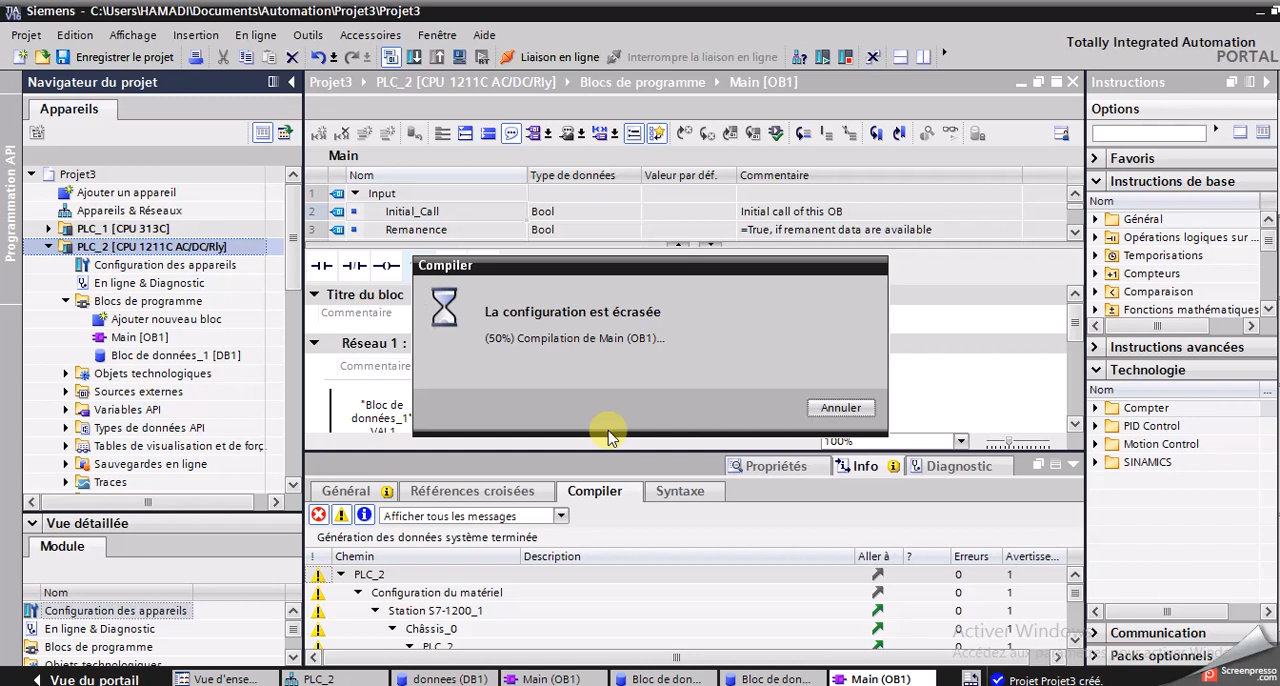 TIA V16 Siemens - C:\Users\HAMADI\Documents\Automation\Projet3\Projet3
Projet Edition Affichage Insertion En ligne Outils Accessoires Fenêtre Aide
Enregistrer le projet Liaison en ligne Interrompre la liaison en ligne
Totally Integrated Automation
PORTAL
Programmation API
Navigateur du projet
Appareils
Projet3
Ajouter un appareil
Appareils & Réseaux
PLC_1 [CPU 313C]
PLC_2 [CPU 1211C AC/DC/Rly]
Configuration des appareils
En ligne & Diagnostic
Blocs de programme
Ajouter nouveau bloc
Main [OB1]
Bloc de données_1 [DB1]
Objets technologiques
Sources externes
Variables API
Types de données API
Tables de visualisation et de forç...
Sauvegardes en ligne
Traces
Vue détaillée
Module
Nom
Configuration des appareils
En ligne & Diagnostic
Blocs de programme
Objets technologiques
Projet3 PLC_2 [CPU 1211C AC/DC/Rly] Blocs de programme Main [OB1]
Main
Nom Type de données Valeur par déf. Commentaire
1 Input
2 Initial_Call Bool Initial call of this OB
3 Remanence Bool =True, if remanent data are available
Titre du bloc
Commentaire
Réseau 1 :
Commentaire
"Bloc de
données_1"
VAL1
100%
Compiler
La configuration est écrasée
(50%) Compilation de Main (OB1)...
Annuler
Propriétés Info Diagnostic
Général Références croisées Compiler Syntaxe
Afficher tous les messages
Génération des données système terminée
! Chemin Description Aller à ? Erreurs Avertisse...
PLC_2 0 1
Configuration du matériel 0 1
Station S7-1200_1 0 1
Châssis_0 0 1
PLC_2 0 1
Instructions
Options
Favoris
Instructions de base
Nom
Général
Opérations logiques sur ...
Temporisations
Compteurs
Comparaison
Fonctions mathématiques
Instructions avancées
Technologie
Nom ...
Compter
PID Control
Motion Control
SINAMICS
Communication
Packs optionnels
Activer Windows
Screenpresso.com
Vue du portail Vue d'ense... PLC_2 donnees (DB1) Main (OB1) Bloc de don... Bloc de don... Main (OB1) Projet Projet3 créé.